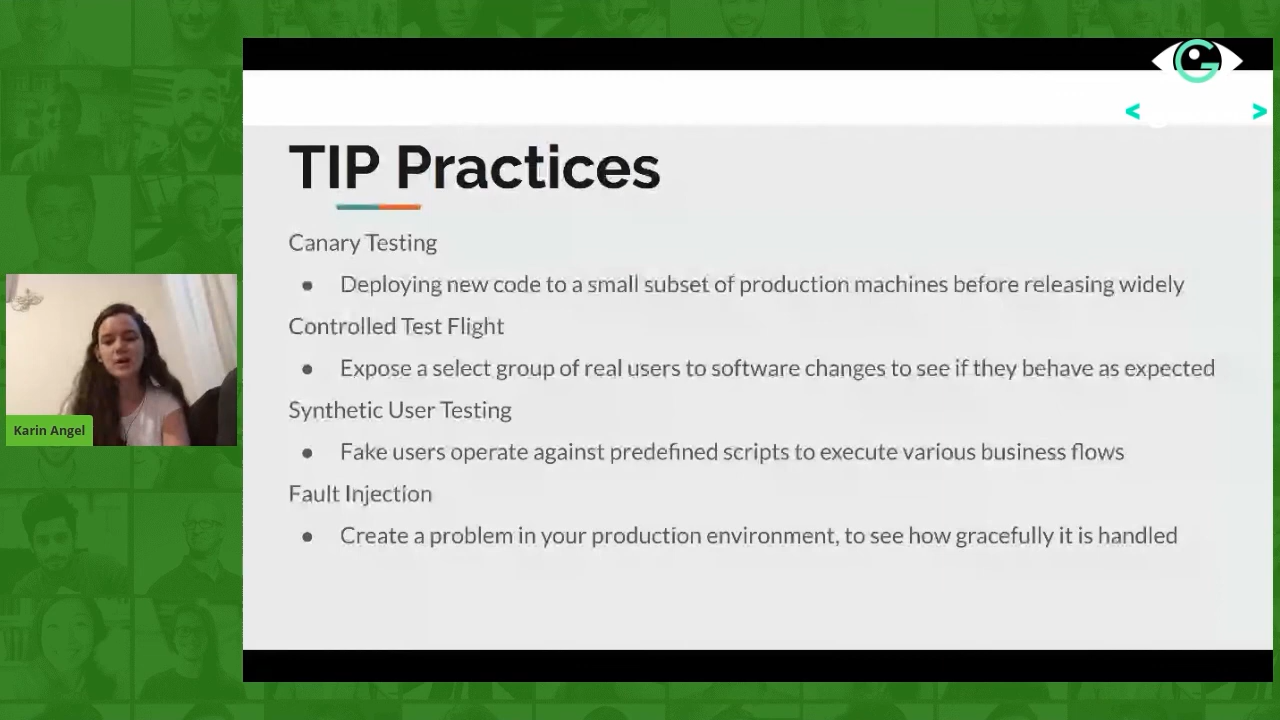 TIP Practices
Canary Testing
● Deploying new code to a small subset of production machines before releasing widely
Controlled Test Flight
● Expose a select group of real users to software changes to see if they behave as expected
Synthetic User Testing
● Fake users operate against predefined scripts to execute various business flows
Fault Injection
● Create a problem in your production environment, to see how gracefully it is handled
Karin Angel